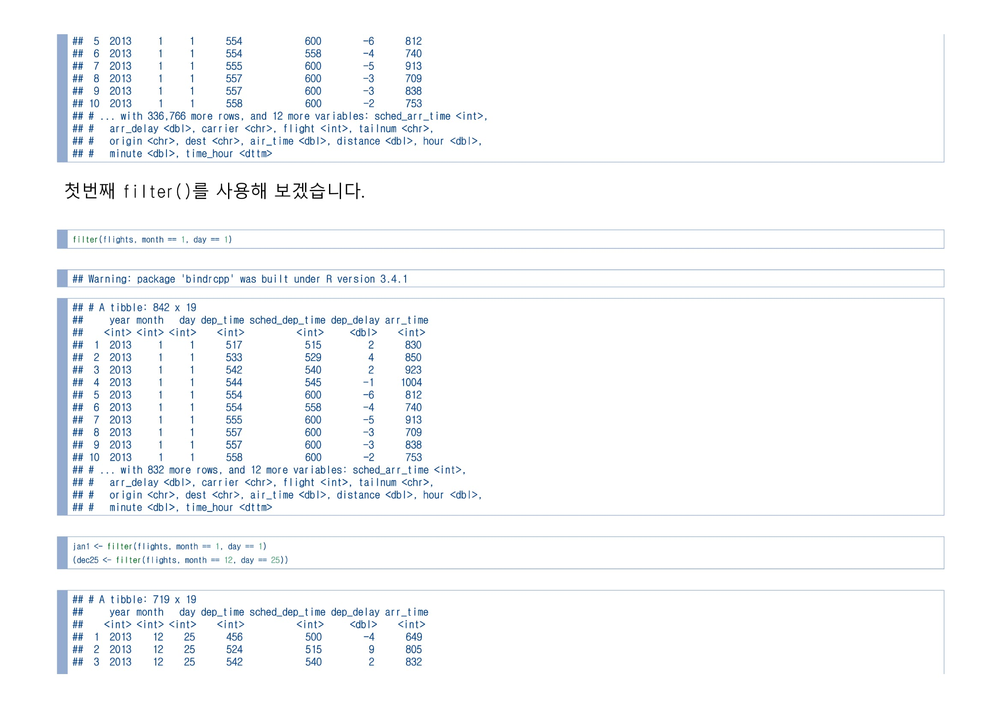 ##  5  2013     1     1      554            600        -6      812
##  6  2013     1     1      554            558        -4      740
##  7  2013     1     1      555            600        -5      913
##  8  2013     1     1      557            600        -3      709
##  9  2013     1     1      557            600        -3      838
## 10  2013     1     1      558            600        -2      753
## # ... with 336,766 more rows, and 12 more variables: sched_arr_time <int>,
## #   arr_delay <dbl>, carrier <chr>, flight <int>, tailnum <chr>,
## #   origin <chr>, dest <chr>, air_time <dbl>, distance <dbl>, hour <dbl>,
## #   minute <dbl>, time_hour <dttm>
첫번째 filter()를 사용해 보겠습니다.
filter(flights, month == 1, day == 1)
## Warning: package 'bindrcpp' was built under R version 3.4.1
## # A tibble: 842 x 19
##     year month   day dep_time sched_dep_time dep_delay arr_time
##    <int> <int> <int>    <int>          <int>     <dbl>    <int>
##  1  2013     1     1      517            515         2      830
##  2  2013     1     1      533            529         4      850
##  3  2013     1     1      542            540         2      923
##  4  2013     1     1      544            545        -1     1004
##  5  2013     1     1      554            600        -6      812
##  6  2013     1     1      554            558        -4      740
##  7  2013     1     1      555            600        -5      913
##  8  2013     1     1      557            600        -3      709
##  9  2013     1     1      557            600        -3      838
## 10  2013     1     1      558            600        -2      753
## # ... with 832 more rows, and 12 more variables: sched_arr_time <int>,
## #   arr_delay <dbl>, carrier <chr>, flight <int>, tailnum <chr>,
## #   origin <chr>, dest <chr>, air_time <dbl>, distance <dbl>, hour <dbl>,
## #   minute <dbl>, time_hour <dttm>
jan1 <- filter(flights, month == 1, day == 1)
(dec25 <- filter(flights, month == 12, day == 25))
## # A tibble: 719 x 19
##     year month   day dep_time sched_dep_time dep_delay arr_time
##    <int> <int> <int>    <int>          <int>     <dbl>    <int>
##  1  2013    12    25      456            500        -4      649
##  2  2013    12    25      524            515         9      805
##  3  2013    12    25      542            540         2      832